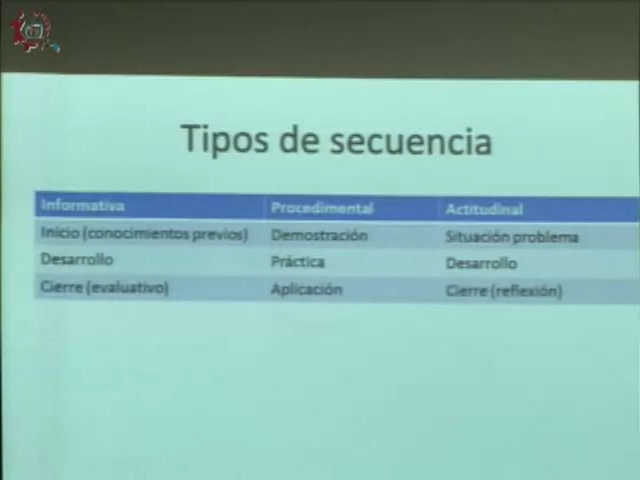 Tipos de secuencia
Informativa Procedimental Actitudinal
Inicio (conocimientos previos) Demostración Situación problema
Desarrollo Práctica Desarrollo
Cierre (evaluativo) Aplicación Cierre (reflexión)